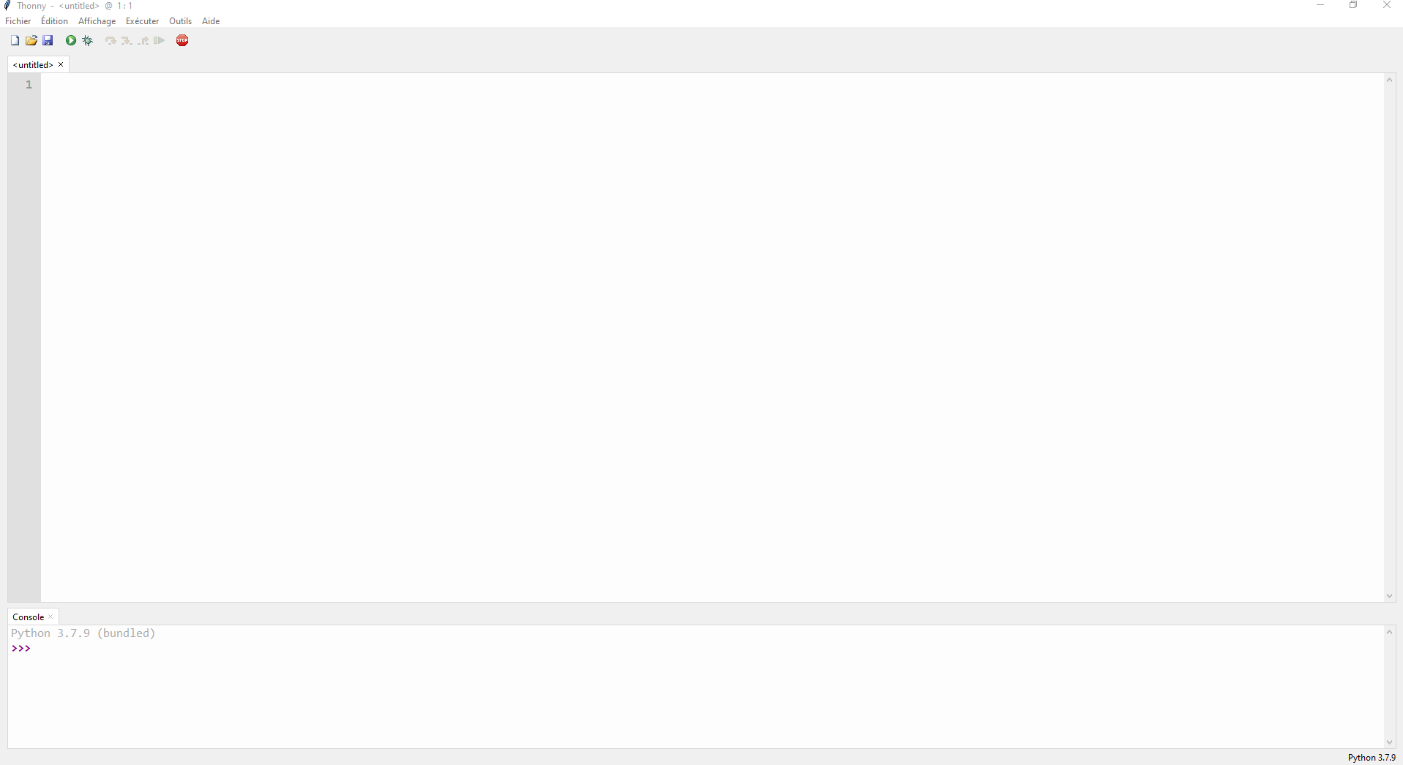 Thonny - <untitled> @ 1:1
Fichier Édition Affichage Exécuter Outils Aide
STOP
<untitled> ×
1
Console ×
Python 3.7.9 (bundled)
>>>
Python 3.7.9